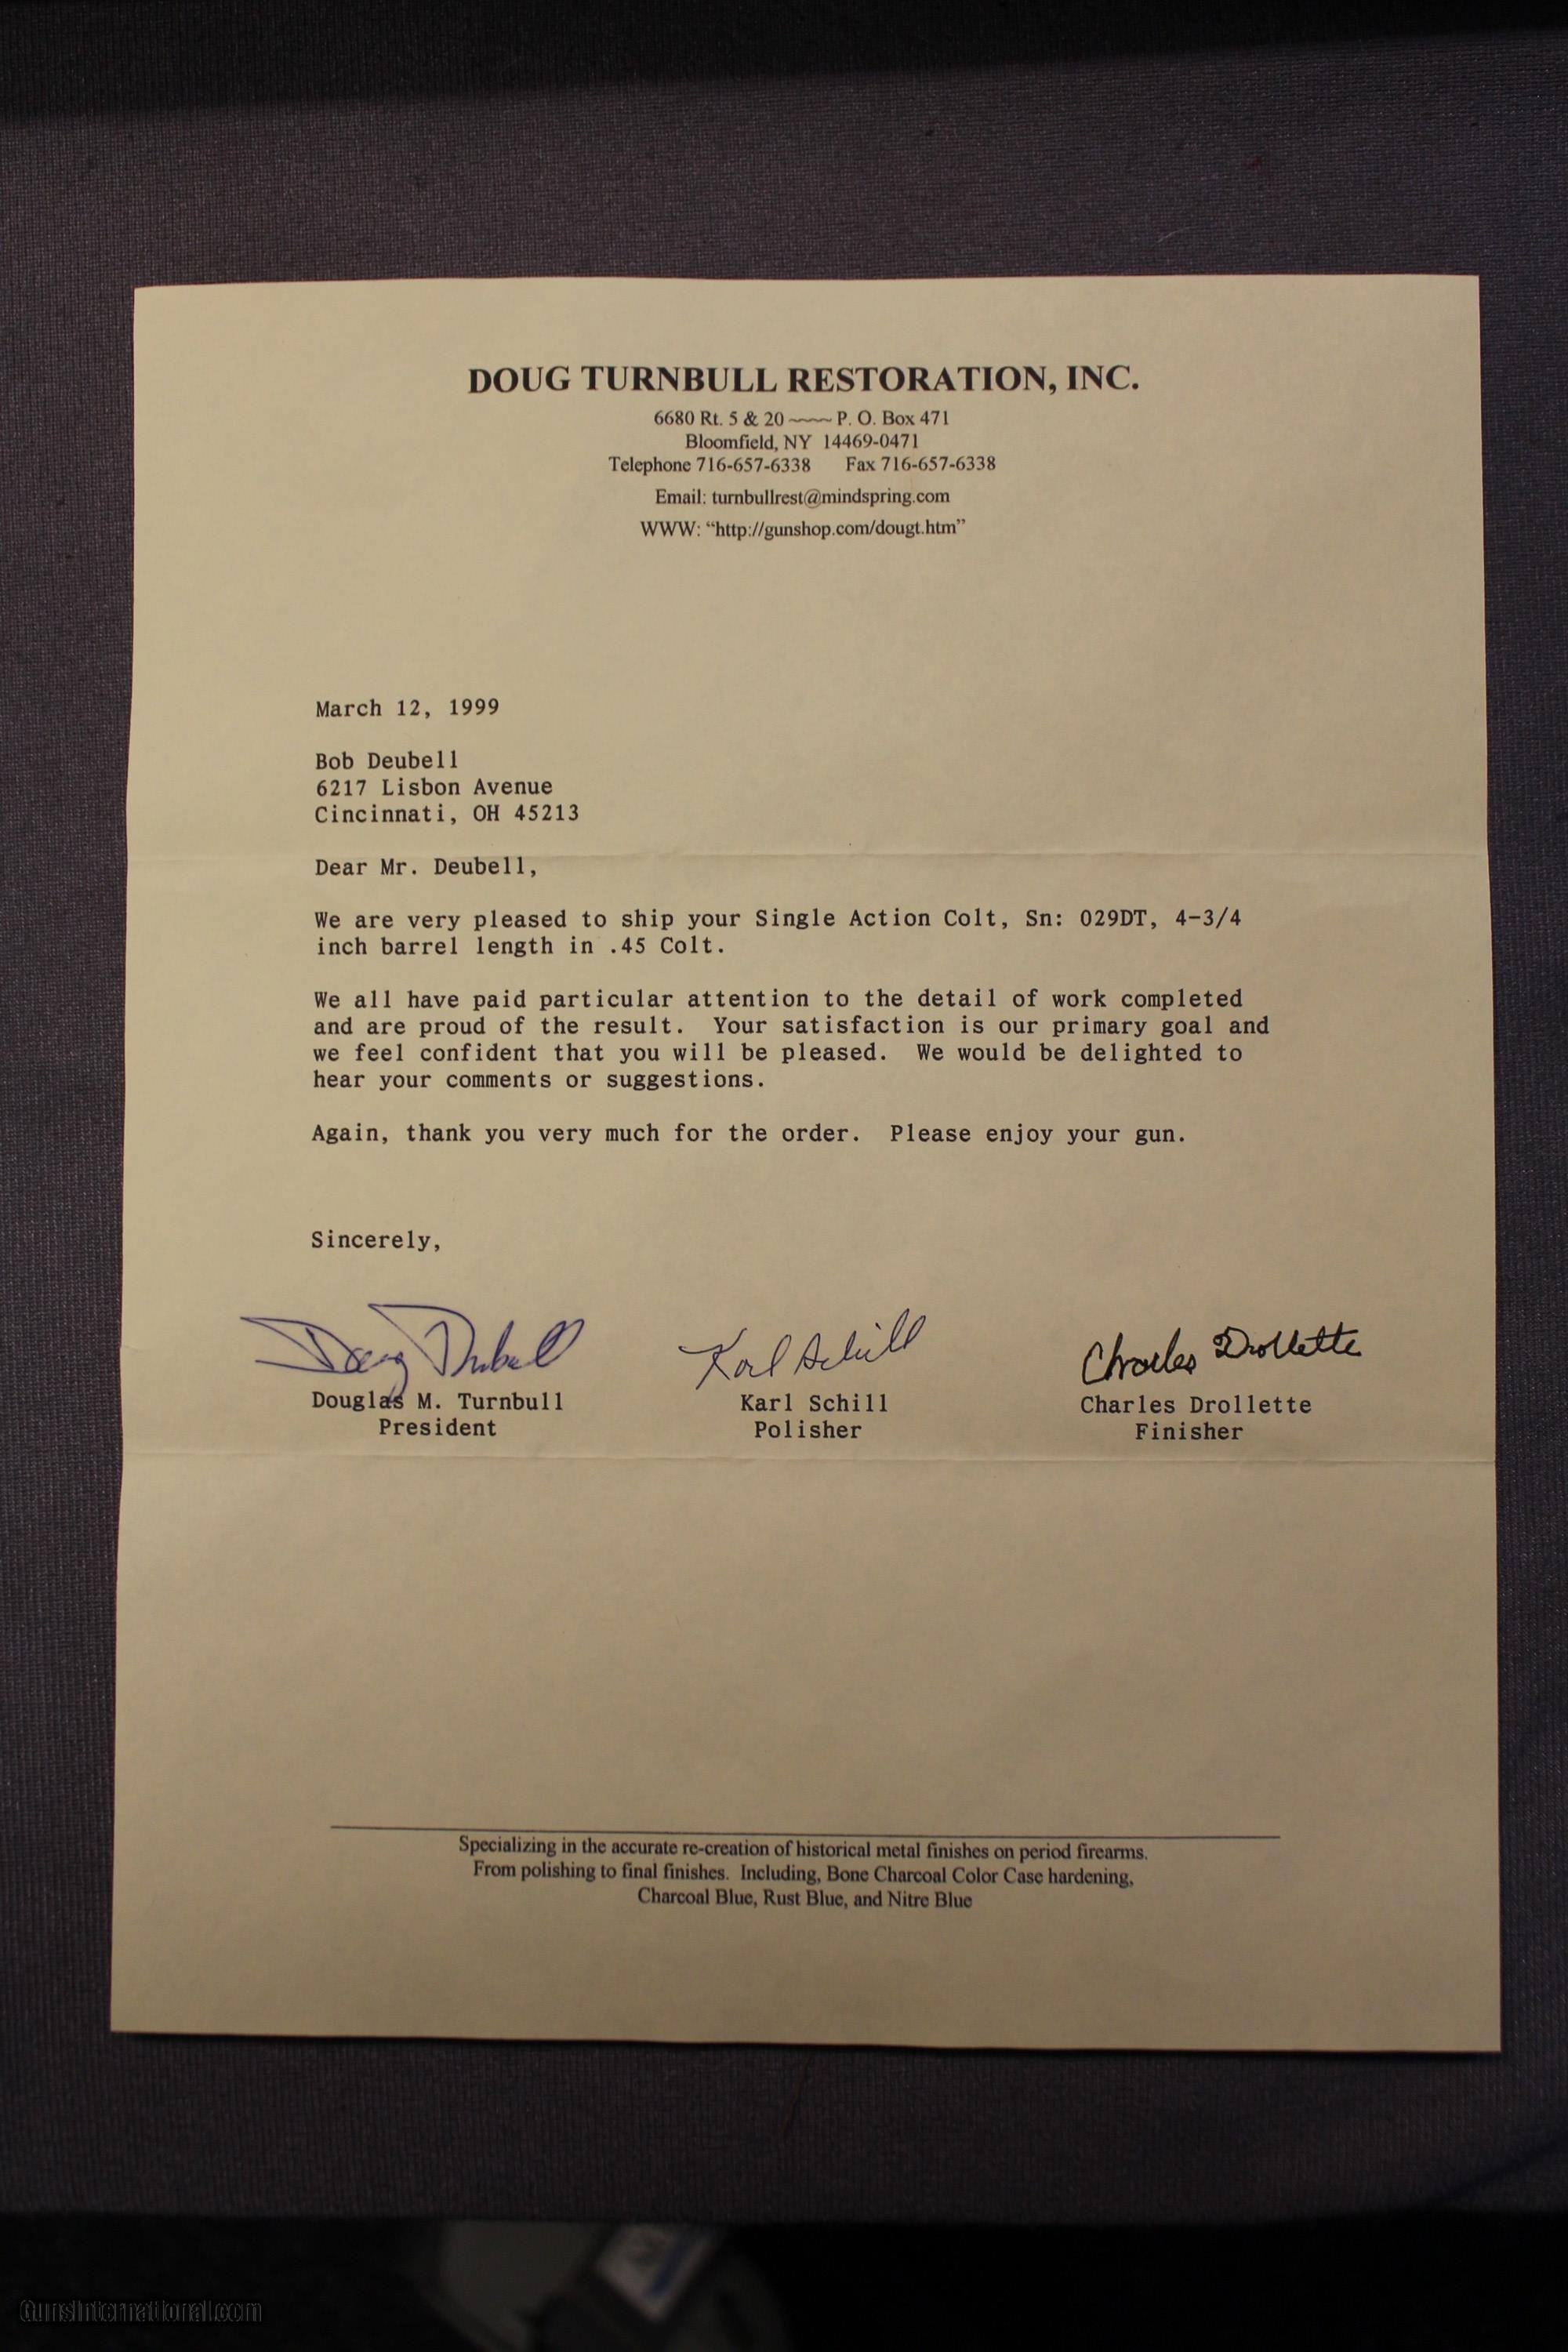 DOUG TURNBULL RESTORATION, INC.
6680 Rt. 5 & 20 ~~~~ P. O. Box 471
Bloomfield, NY 14469-0471
Telephone 716-657-6338 Fax 716-657-6338
Email: turnbullrest@mindspring.com
WWW: “http://gunshop.com/dougt.htm”
March 12, 1999
Bob Deubell
6217 Lisbon Avenue
Cincinnati, OH 45213
Dear Mr. Deubell,
We are very pleased to ship your Single Action Colt, Sn: 029DT, 4-3/4
inch barrel length in .45 Colt.
We all have paid particular attention to the detail of work completed
and are proud of the result. Your satisfaction is our primary goal and
we feel confident that you will be pleased. We would be delighted to
hear your comments or suggestions.
Again, thank you very much for the order. Please enjoy your gun.
Sincerely,
Doug Turnbull Karl Schill Charles Drollette
Douglas M. Turnbull Karl Schill Charles Drollette
President Polisher Finisher
Specializing in the accurate re-creation of historical metal finishes on period firearms.
From polishing to final finishes. Including, Bone Charcoal Color Case hardening,
Charcoal Blue, Rust Blue, and Nitre Blue
GunsInternational.com